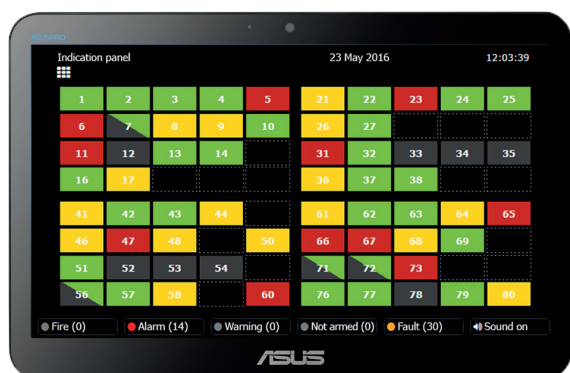 ASUSPRO
Indication panel 23 May 2016 12:03:39
1 2 3 4 5 21 22 23 24 25
6 7 8 9 10 26 27
11 12 13 14 31 32 33 34 35
16 17 36 37 38
41 42 43 44 61 62 63 64 65
46 47 48 50 66 67 68 69
51 52 53 54 71 72 73
56 57 58 60 76 77 78 79 80
Fire (0) Alarm (14) Warning (0) Not armed (0) Fault (30) Sound on
ASUS